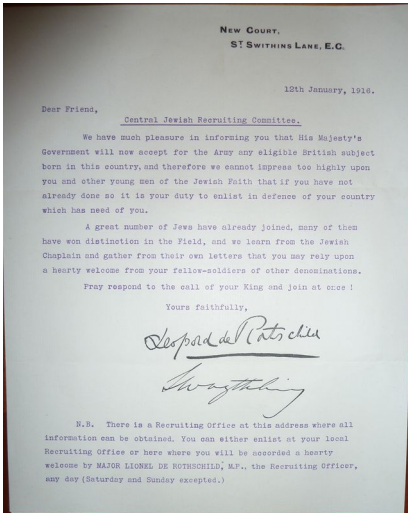 NEW COURT,
ST SWITHINS LANE, E.C.
12th January, 1916.
Dear Friend,
Central Jewish Recruiting Committee.
We have much pleasure in informing you that His Majesty's
Government will now accept for the Army any eligible British subject
born in this country, and therefore we cannot impress too highly upon
you and other young men of the Jewish Faith that if you have not
already done so it is your duty to enlist in defence of your country
which has need of you.
A great number of Jews have already joined, many of them
have won distinction in the Field, and we learn from the Jewish
Chaplain and gather from their own letters that you may rely upon
a hearty welcome from your fellow-soldiers of other denominations.
Pray respond to the call of your King and join at once !
Yours faithfully,
Leopold de Rothschild
Swaythling
N.B. There is a Recruiting Office at this address where all
information can be obtained. You can either enlist at your local
Recruiting Office or here where you will be accorded a hearty
welcome by MAJOR LIONEL DE ROTHSCHILD, M.P., the Recruiting Officer,
any day (Saturday and Sunday excepted.)